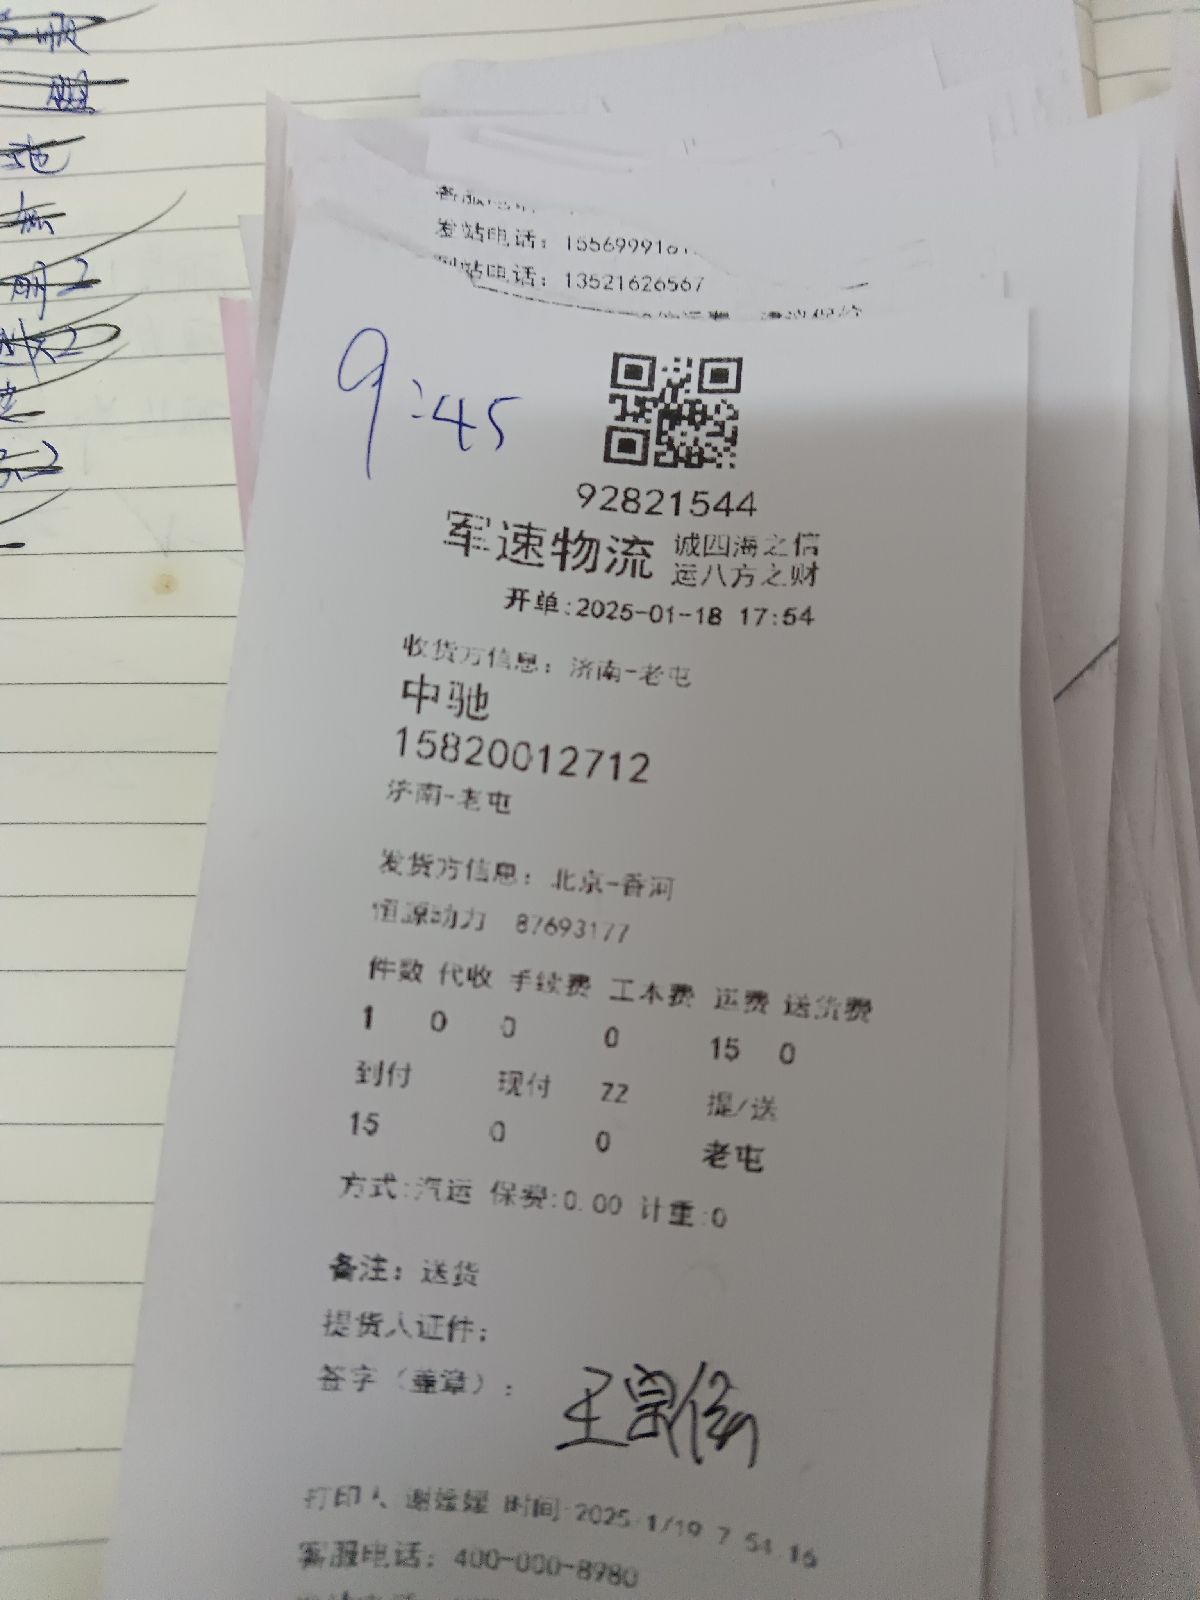 发站电话：155699916
到站电话：13521626567
9:45
92821544
军速物流 诚四海之信
运八方之财
开单:2025-01-18 17:54
收货方信息：济南-老屯
中驰
15820012712
济南-老屯
发货方信息：北京-香河
恒源动力 87693177
件数 代收 手续费 工本费 运费 送货费
1 0 0 0 15 0
到付 现付 ZZ 提/送
15 0 0 老屯
方式:汽运 保费:0.00 计重:0
备注：送货
提货人证件：
签字（盖章）：
打印人 时间:2025/1/19 7:54:16
客服电话：400-000-8980